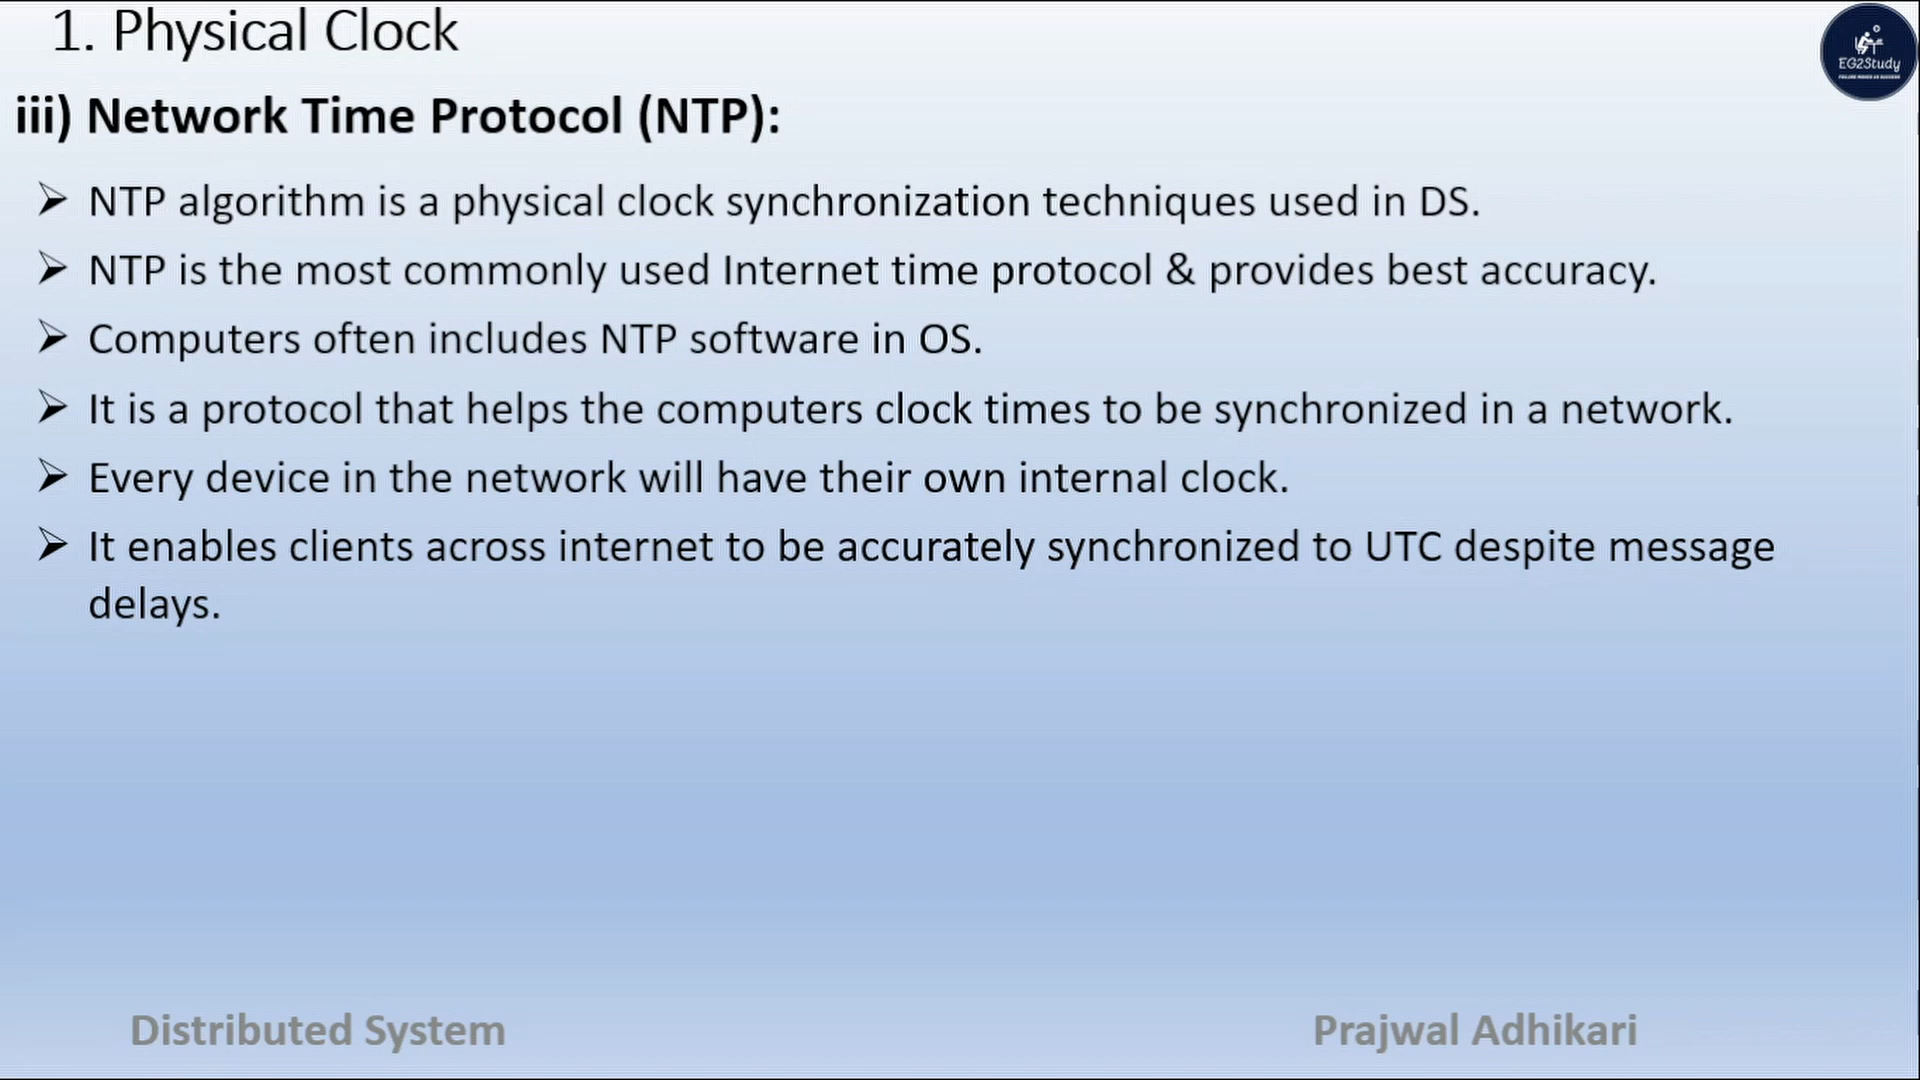 1. Physical Clock
EG2Study
iii) Network Time Protocol (NTP):
➢ NTP algorithm is a physical clock synchronization techniques used in DS.
➢ NTP is the most commonly used Internet time protocol & provides best accuracy.
➢ Computers often includes NTP software in OS.
➢ It is a protocol that helps the computers clock times to be synchronized in a network.
➢ Every device in the network will have their own internal clock.
➢ It enables clients across internet to be accurately synchronized to UTC despite message
delays.
Distributed System
Prajwal Adhikari